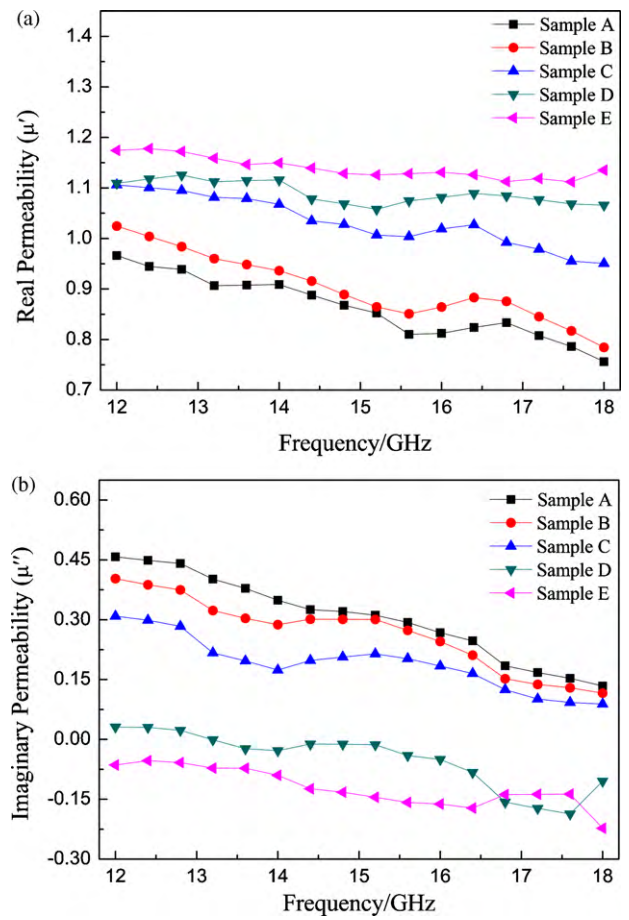 (a)
Sample A
Sample B
Sample C
Sample D
Sample E
1.4
1.3
1.2
1.1
1.0
0.9
0.8
0.7
Real Permeability (μ')
12 13 14 15 16 17 18
Frequency/GHz
(b)
Sample A
Sample B
Sample C
Sample D
Sample E
0.60
0.45
0.30
0.15
0.00
-0.15
-0.30
Imaginary Permeability (μ'')
12 13 14 15 16 17 18
Frequency/GHz